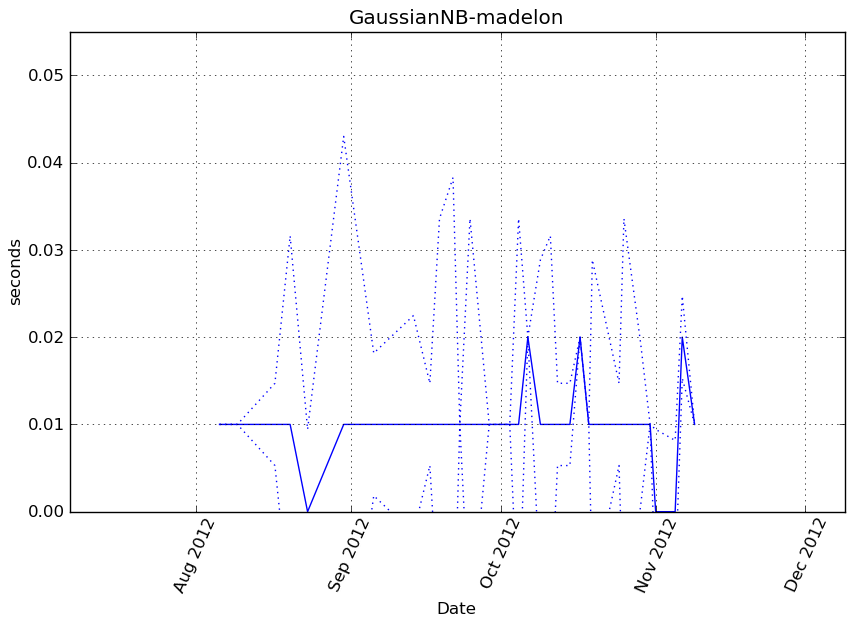 GaussianNB-madelon
0.05
0.04
0.03
0.02
0.01
0.00
seconds
Aug 2012
Sep 2012
Oct 2012
Nov 2012
Dec 2012
Date